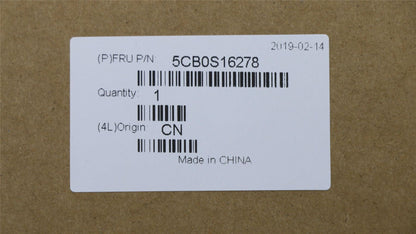 2019-02-14
(P)FRU P/N: 5CB0S16278
Quantity: 1
(4L)Origin: CN
Made in CHINA